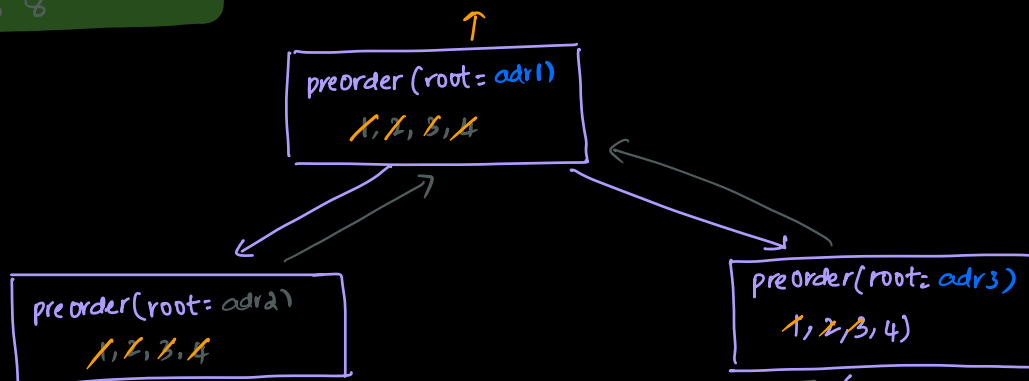 8
preorder (root = adr1)
1, 2, 3, 4
preorder(root= adr2)
1, 2, 3, 4
preorder(root= adr3)
1, 2, 3, 4)